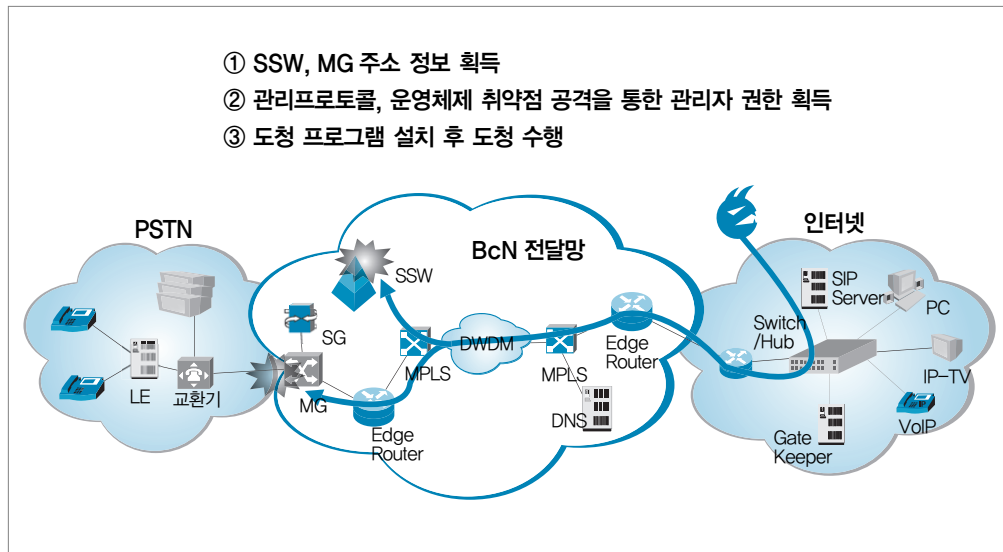 ① SSW, MG 주소 정보 획득
② 관리프로토콜, 운영체제 취약점 공격을 통한 관리자 권한 획득
③ 도청 프로그램 설치 후 도청 수행
PSTN
BcN 전달망
인터넷
SSW
SG
MPLS
DWDM
MPLS
Edge
Router
SIP
Server
PC
Switch
/Hub
IP-TV
LE
교환기
MG
Edge
Router
DNS
Gate
Keeper
VoIP